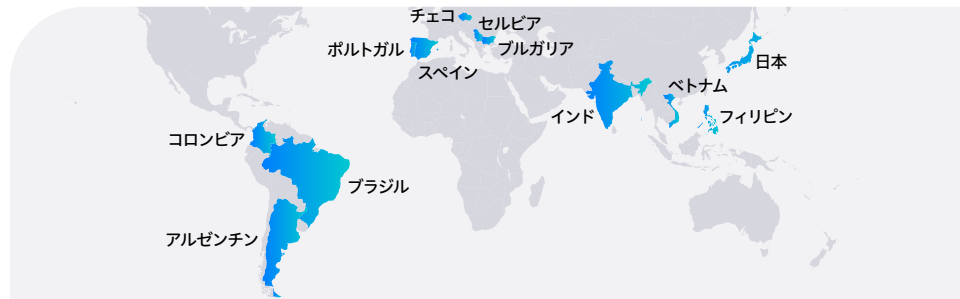 チェコ
セルビア
ポルトガル
ブルガリア
スペイン
日本
ベトナム
インド
フィリピン
コロンビア
ブラジル
アルゼンチン